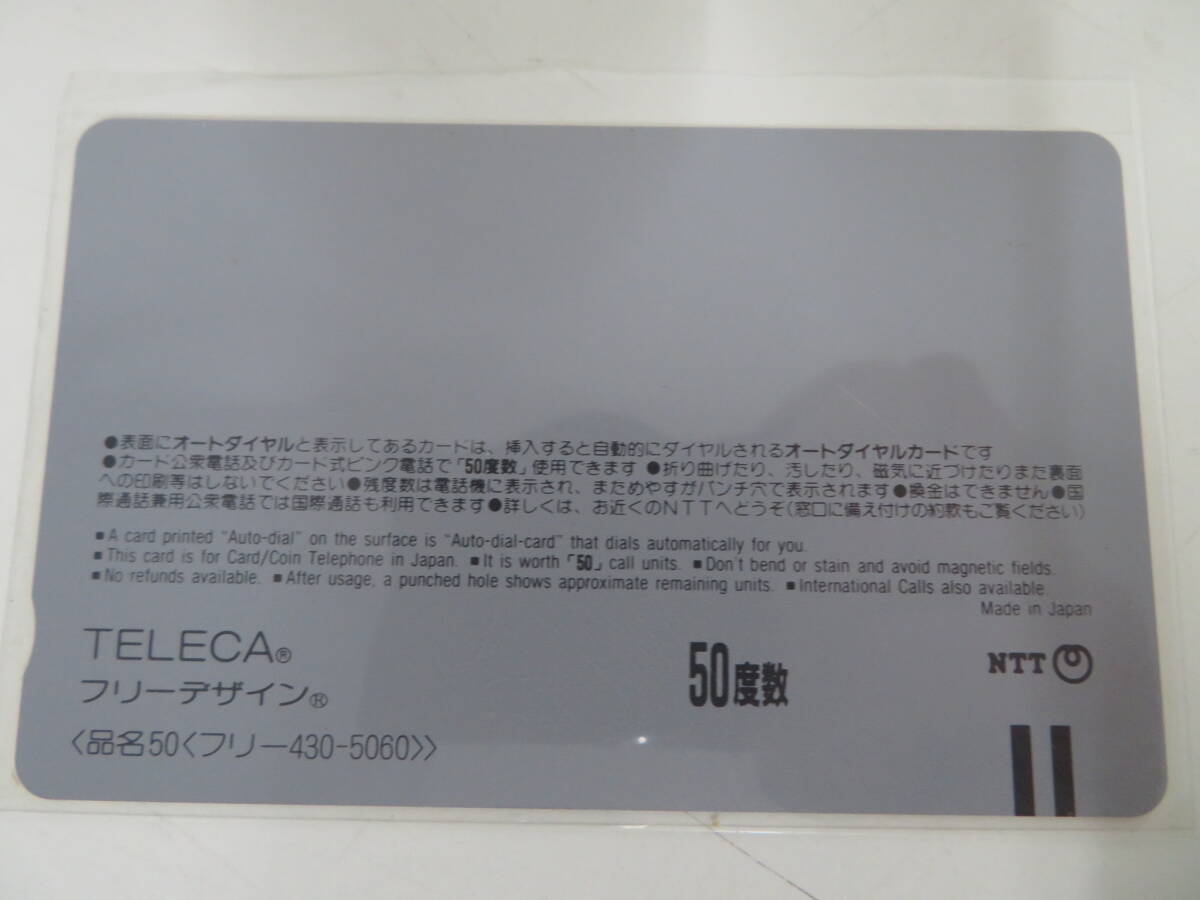 ●表面にオートダイヤルと表示してあるカードは、挿入すると自動的にダイヤルされるオートダイヤルカードです
●カード公衆電話及びカード式ピンク電話で「50度数」使用できます ●折り曲げたり、汚したり、磁気に近づけたりまた裏面
への印刷等はしないでください ●残度数は電話機に表示され、まためやすがパンチ穴で表示されます ●換金はできません ●国
際通話兼用公衆電話では国際通話も利用できます ●詳しくは、お近くのNTTへどうぞ(窓口に備え付けの約款もご覧ください)
■A card printed “Auto-dial” on the surface is “Auto-dial-card” that dials automatically for you.
■This card is for Card/Coin Telephone in Japan. ■It is worth「50」call units. ■Don't bend or stain and avoid magnetic fields.
■No refunds available. ■After usage, a punched hole shows approximate remaining units. ■International Calls also available.
Made in Japan
TELECA®
フリーデザイン®
50度数
NTT
〈品名50〈フリー430-5060〉〉